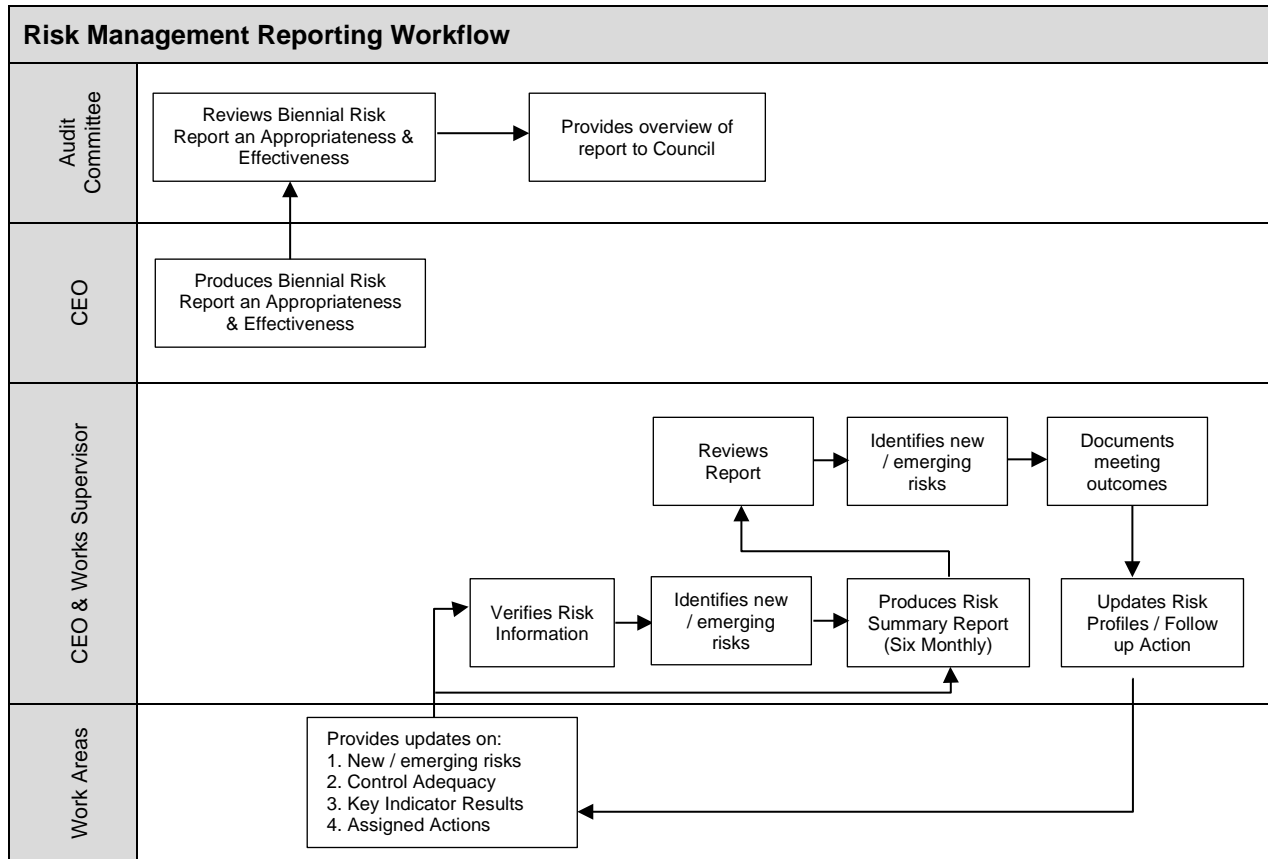 Risk Management Reporting Workflow
Audit
Committee
Reviews Biennial Risk
Report an Appropriateness &
Effectiveness
Provides overview of
report to Council
CEO
Produces Biennial Risk
Report an Appropriateness
& Effectiveness
CEO & Works Supervisor
Reviews
Report
Identifies new
/ emerging
risks
Documents
meeting
outcomes
Verifies Risk
Information
Identifies new
/ emerging
risks
Produces Risk
Summary Report
(Six Monthly)
Updates Risk
Profiles / Follow
up Action
Work Areas
Provides updates on:
1. New / emerging risks
2. Control Adequacy
3. Key Indicator Results
4. Assigned Actions